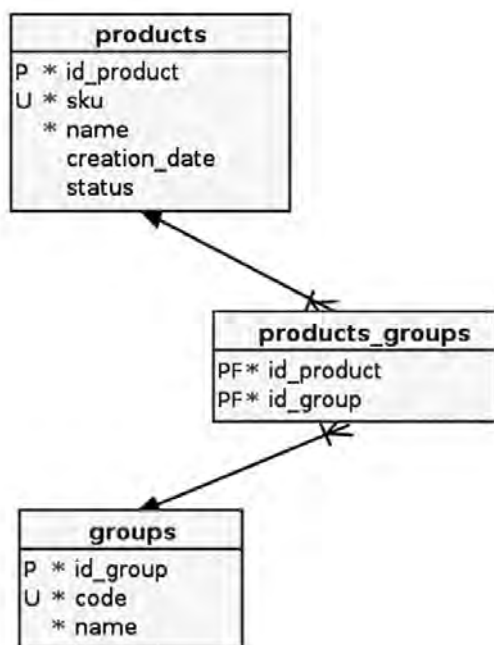 products
P * id_product
U * sku
* name
creation_date
status
products_groups
PF* id_product
PF* id_group
groups
P * id_group
U * code
* name